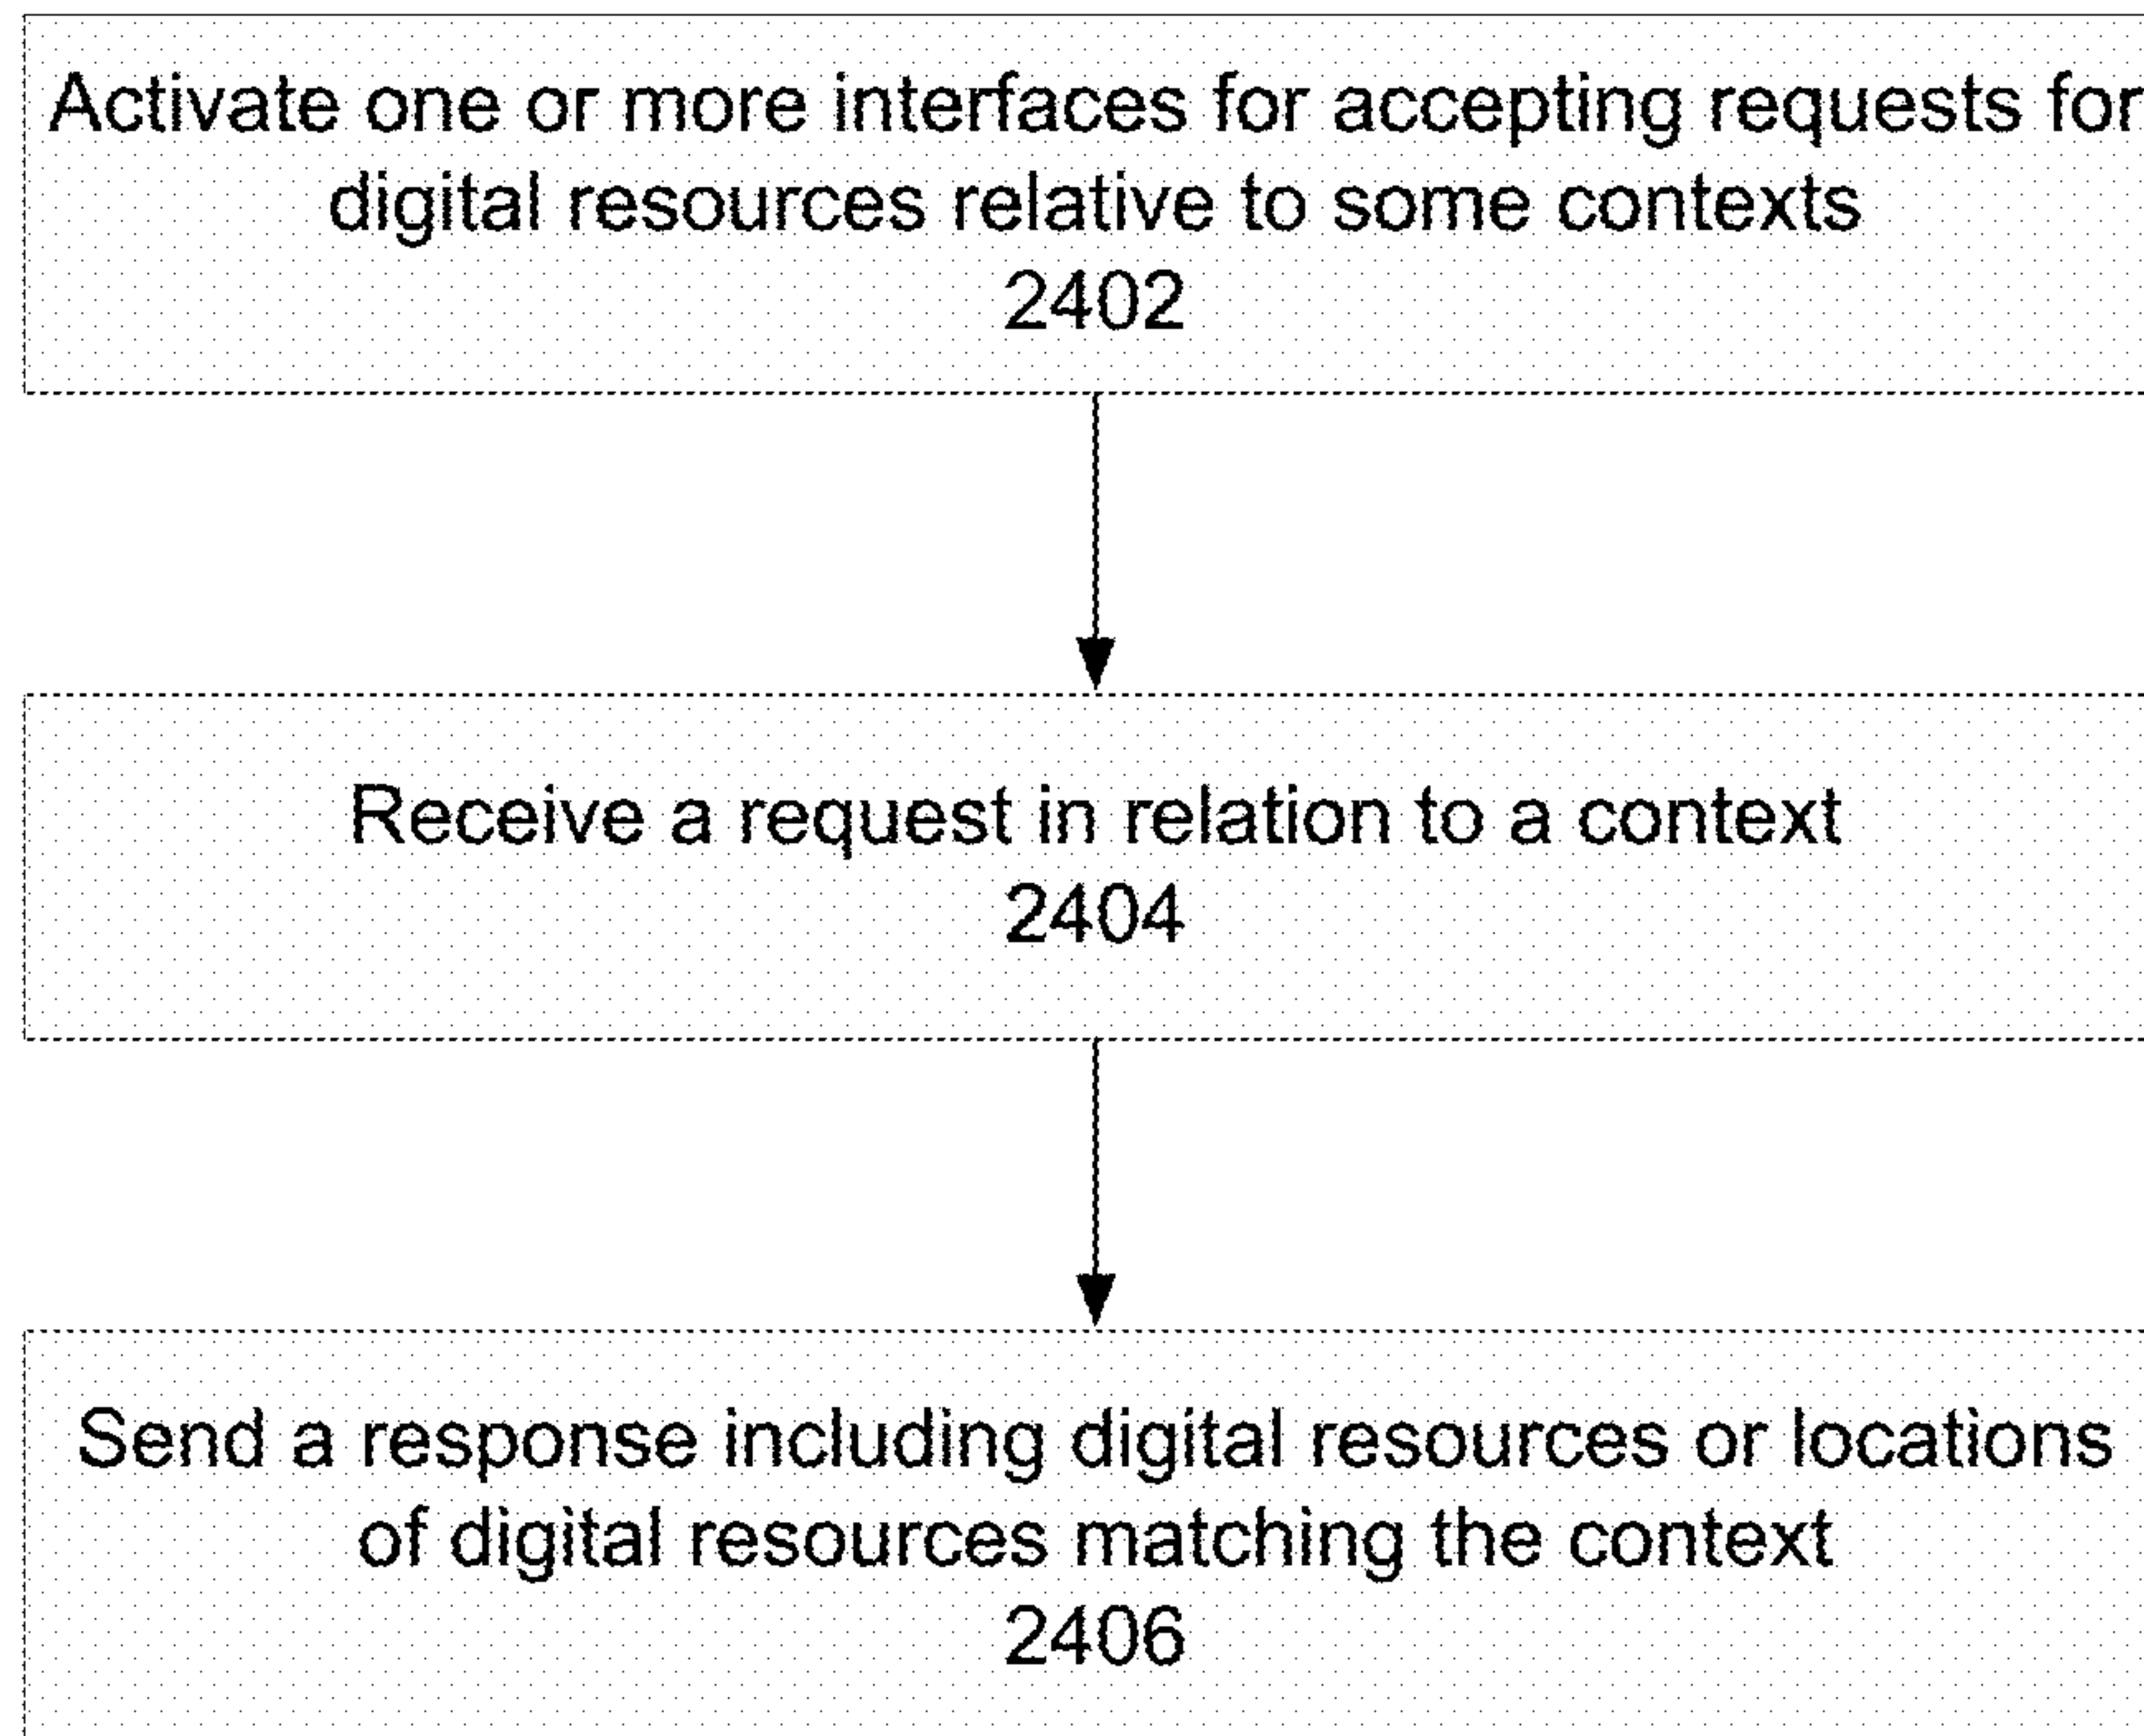 Activate one or more interfaces for accepting requests for
digital resources relative to some contexts
2402
Receive a request in relation to a context
2404
Send a response including digital resources or locations
of digital resources matching the context
2406